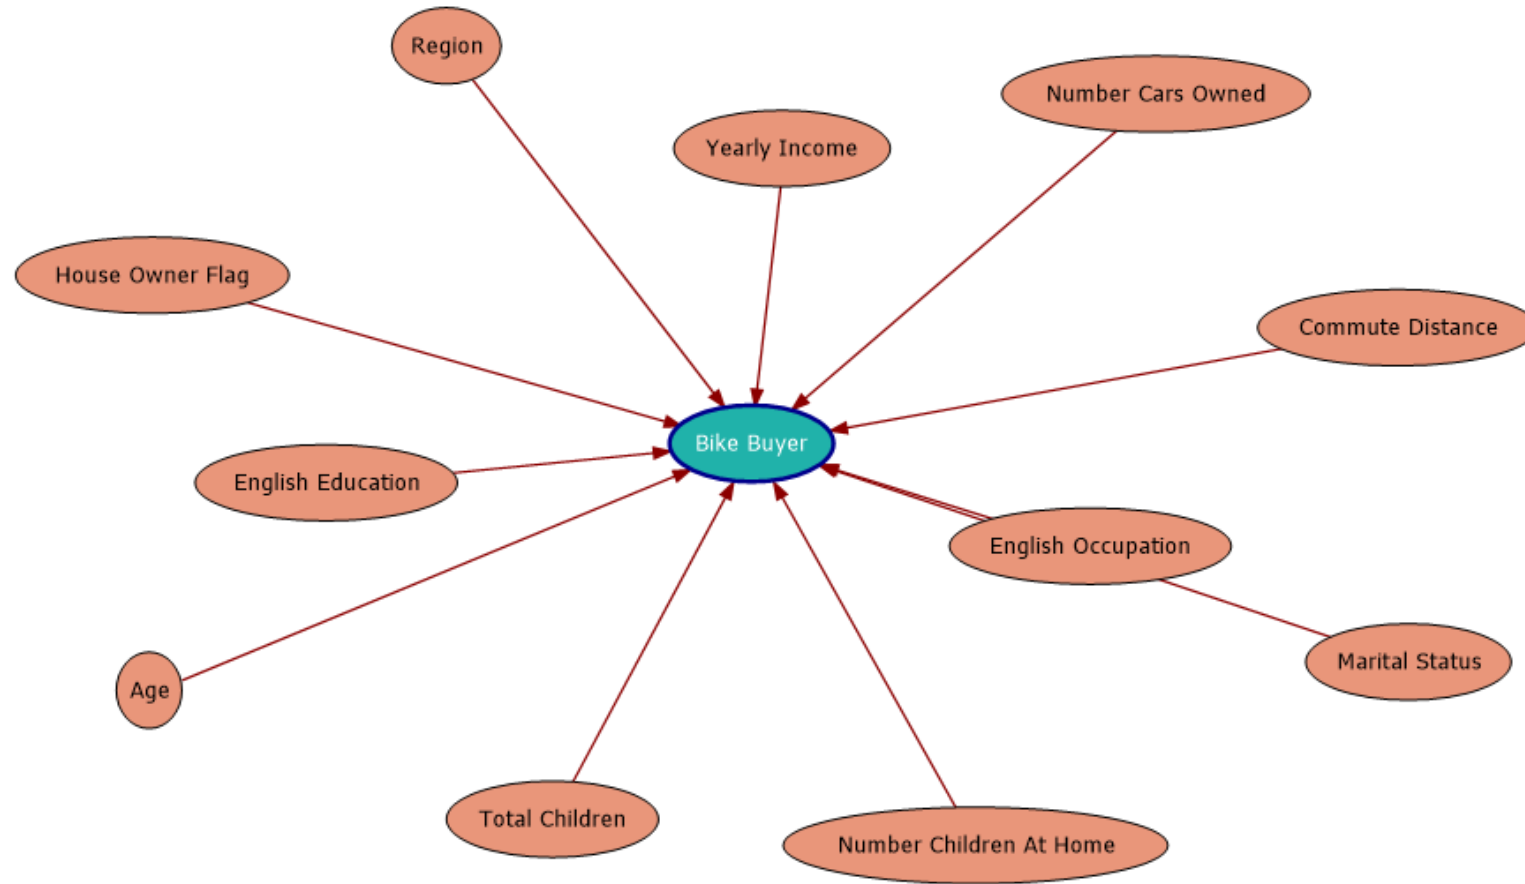 Region
Number Cars Owned
Yearly Income
House Owner Flag
Commute Distance
Bike Buyer
English Education
English Occupation
Marital Status
Age
Total Children
Number Children At Home